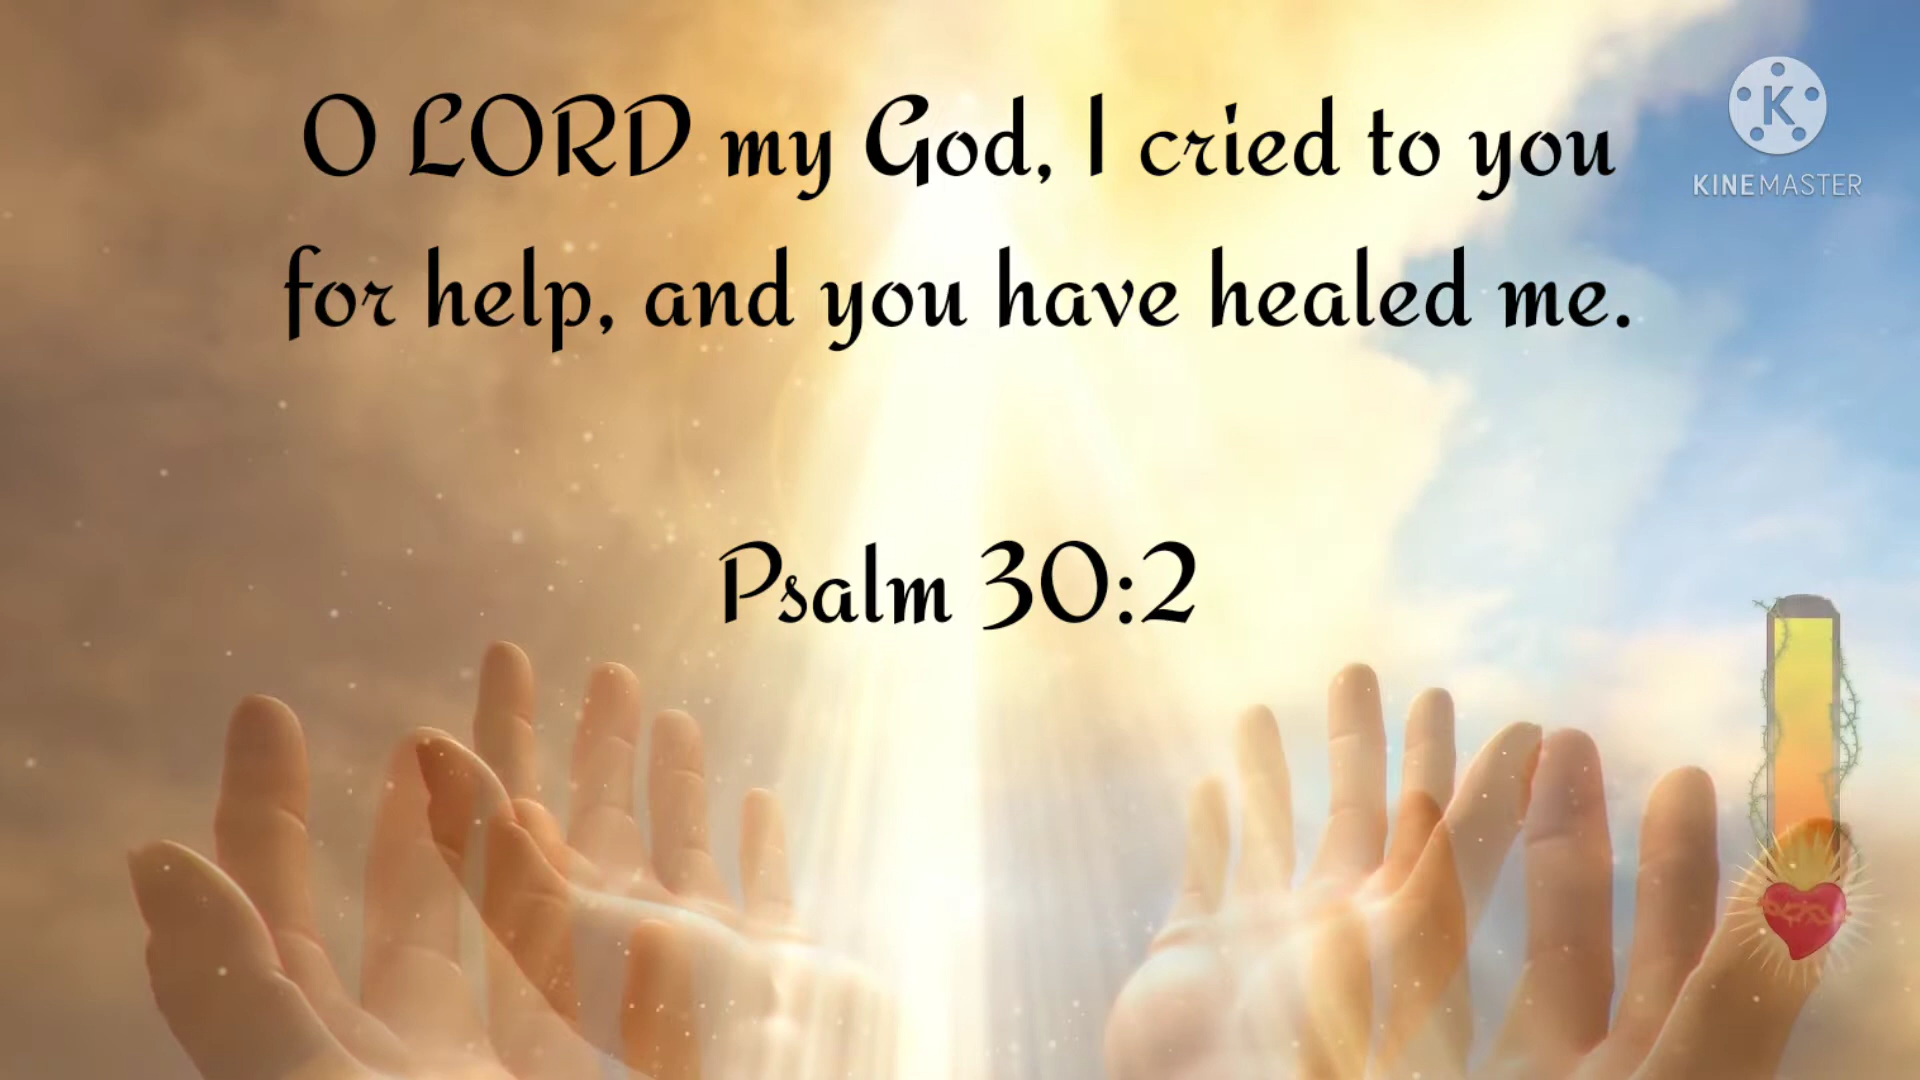 O LORD my God, I cried to you
for help, and you have healed me.
Psalm 30:2
K
KINEMASTER